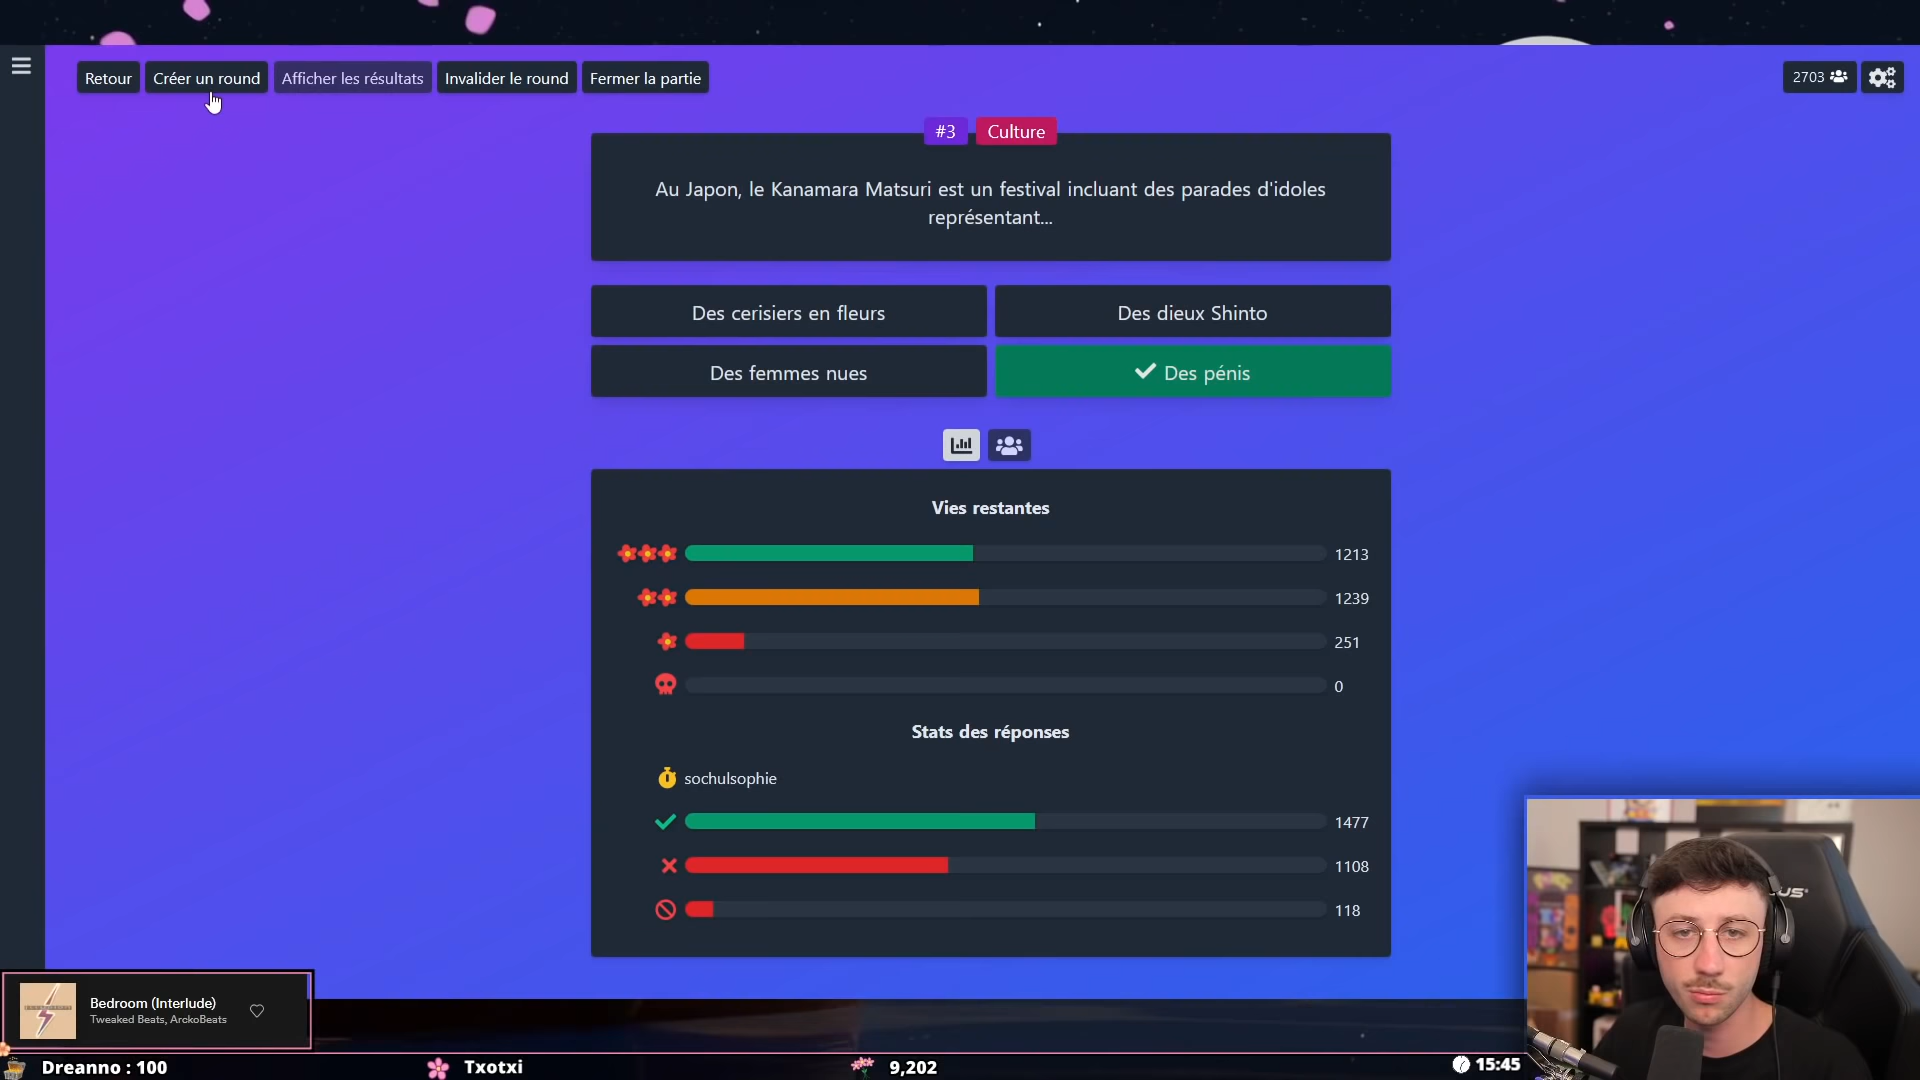 Retour
Créer un round
Afficher les résultats
Invalider le round
Fermer la partie
2703
#3
Culture
Au Japon, le Kanamara Matsuri est un festival incluant des parades d'idoles
représentant...
Des cerisiers en fleurs
Des dieux Shinto
Des femmes nues
Des pénis
Vies restantes
1213
1239
251
0
Stats des réponses
sochulsophie
1477
1108
118
Bedroom (Interlude)
Tweaked Beats, ArckoBeats
Dreanno : 100
Txotxi
9,202
15:45